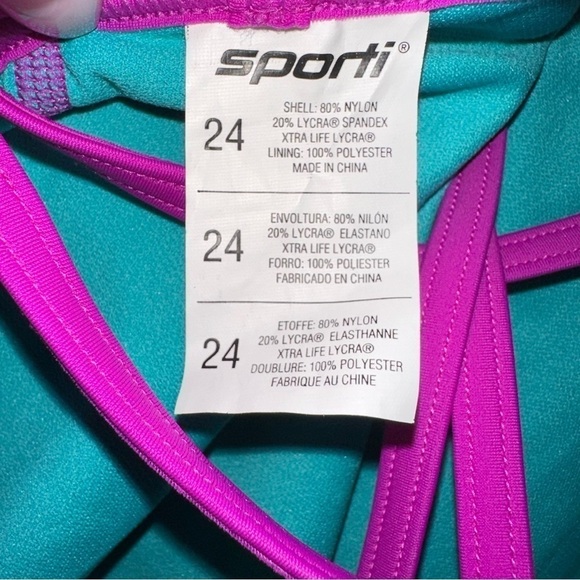 sporti®
24
SHELL: 80% NYLON
20% LYCRA® SPANDEX
XTRA LIFE LYCRA®
LINING: 100% POLYESTER
MADE IN CHINA
24
ENVOLTURA: 80% NILÓN
20% LYCRA® ELASTANO
XTRA LIFE LYCRA®
FORRO: 100% POLIESTER
FABRICADO EN CHINA
24
ETOFFE: 80% NYLON
20% LYCRA® ELASTHANNE
XTRA LIFE LYCRA®
DOUBLURE: 100% POLYESTER
FABRIQUE AU CHINE